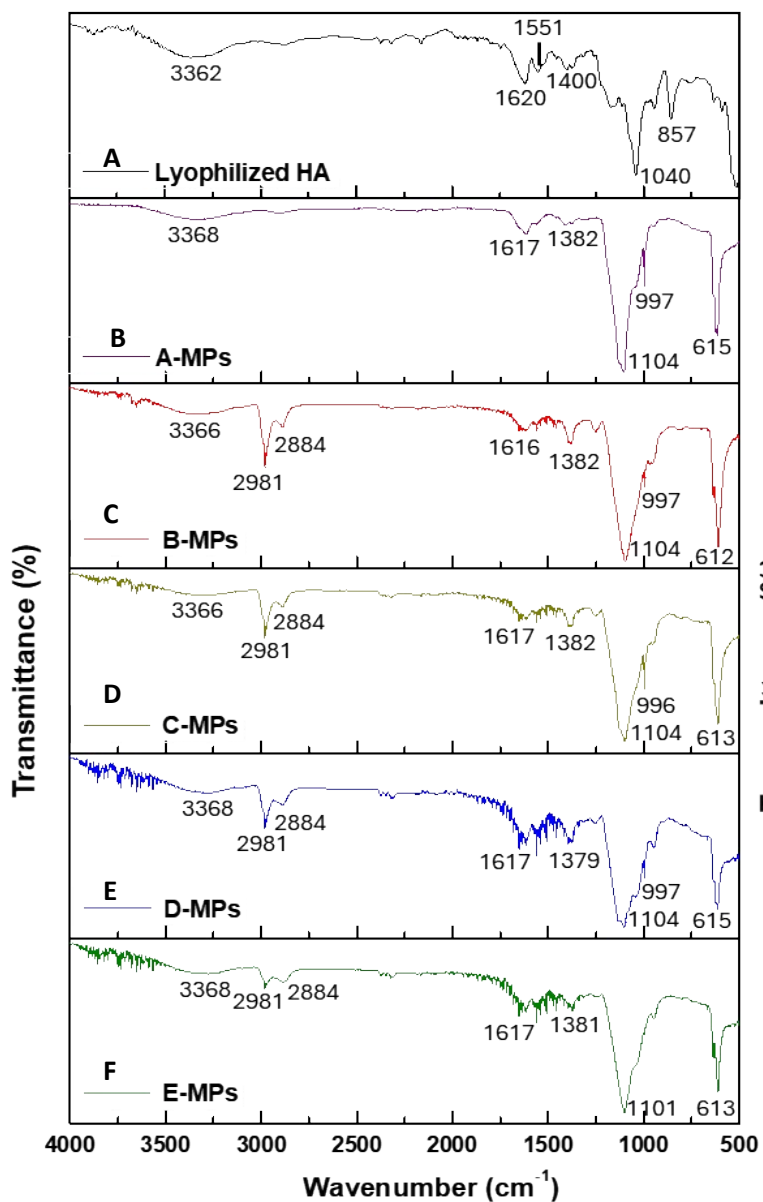 1551
3362
1620
1400
857
1040
A
Lyophilized HA
3368
1617
1382
997
615
1104
B
A-MPs
3366
2884
2981
1616
1382
997
612
1104
C
B-MPs
3366
2884
2981
1617
1382
996
613
1104
D
C-MPs
3368
2884
2981
1617
1379
997
615
1104
E
D-MPs
3368
2981
2884
1617
1381
1101
613
F
E-MPs
4000 3500 3000 2500 2000 1500 1000 500
Wavenumber (cm⁻¹)
Transmittance (%)